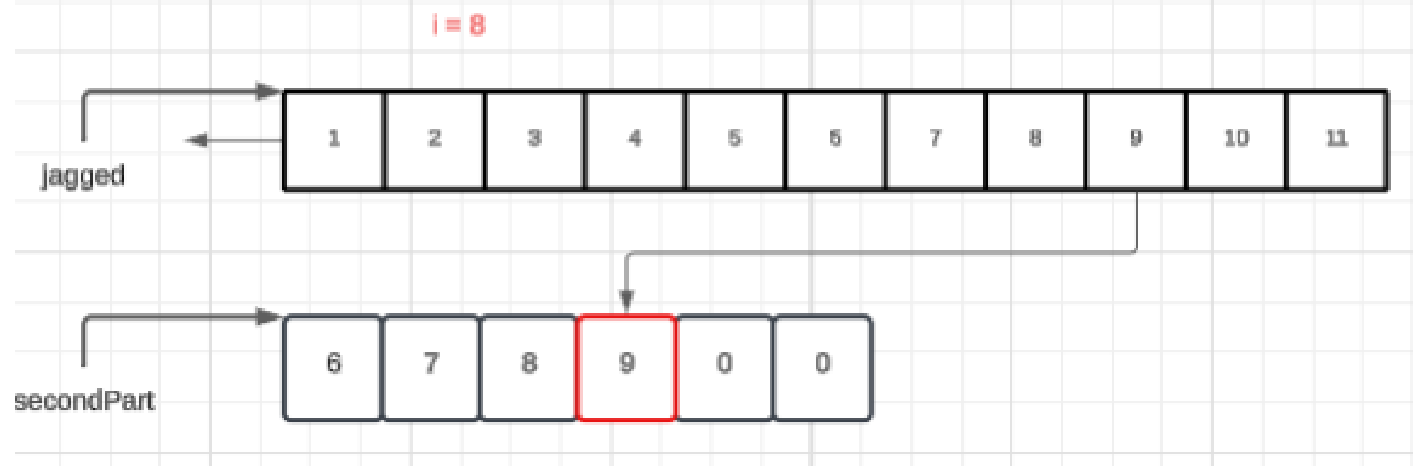 i = 8
1 2 3 4 5 6 7 8 9 10 11
jagged
6 7 8 9 0 0
secondPart